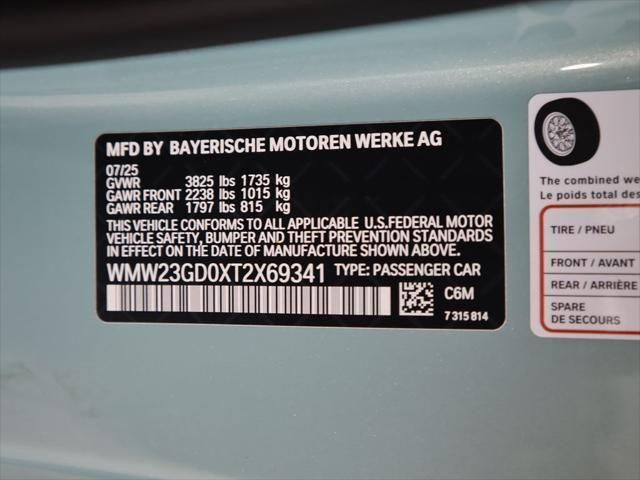 MFD BY BAYERISCHE MOTOREN WERKE AG
07/25
GVWR 3825 lbs 1735 kg
GAWR FRONT 2238 lbs 1015 kg
GAWR REAR 1797 lbs 815 kg
THIS VEHICLE CONFORMS TO ALL APPLICABLE U.S.FEDERAL MOTOR
VEHICLE SAFETY, BUMPER AND THEFT PREVENTION STANDARDS
IN EFFECT ON THE DATE OF MANUFACTURE SHOWN ABOVE.
WMW23GD0XT2X69341 TYPE: PASSENGER CAR
C6M
7 315 814
The combined we
Le poids total des
TIRE / PNEU
FRONT / AVANT
REAR / ARRIÈRE
SPARE
DE SECOURS